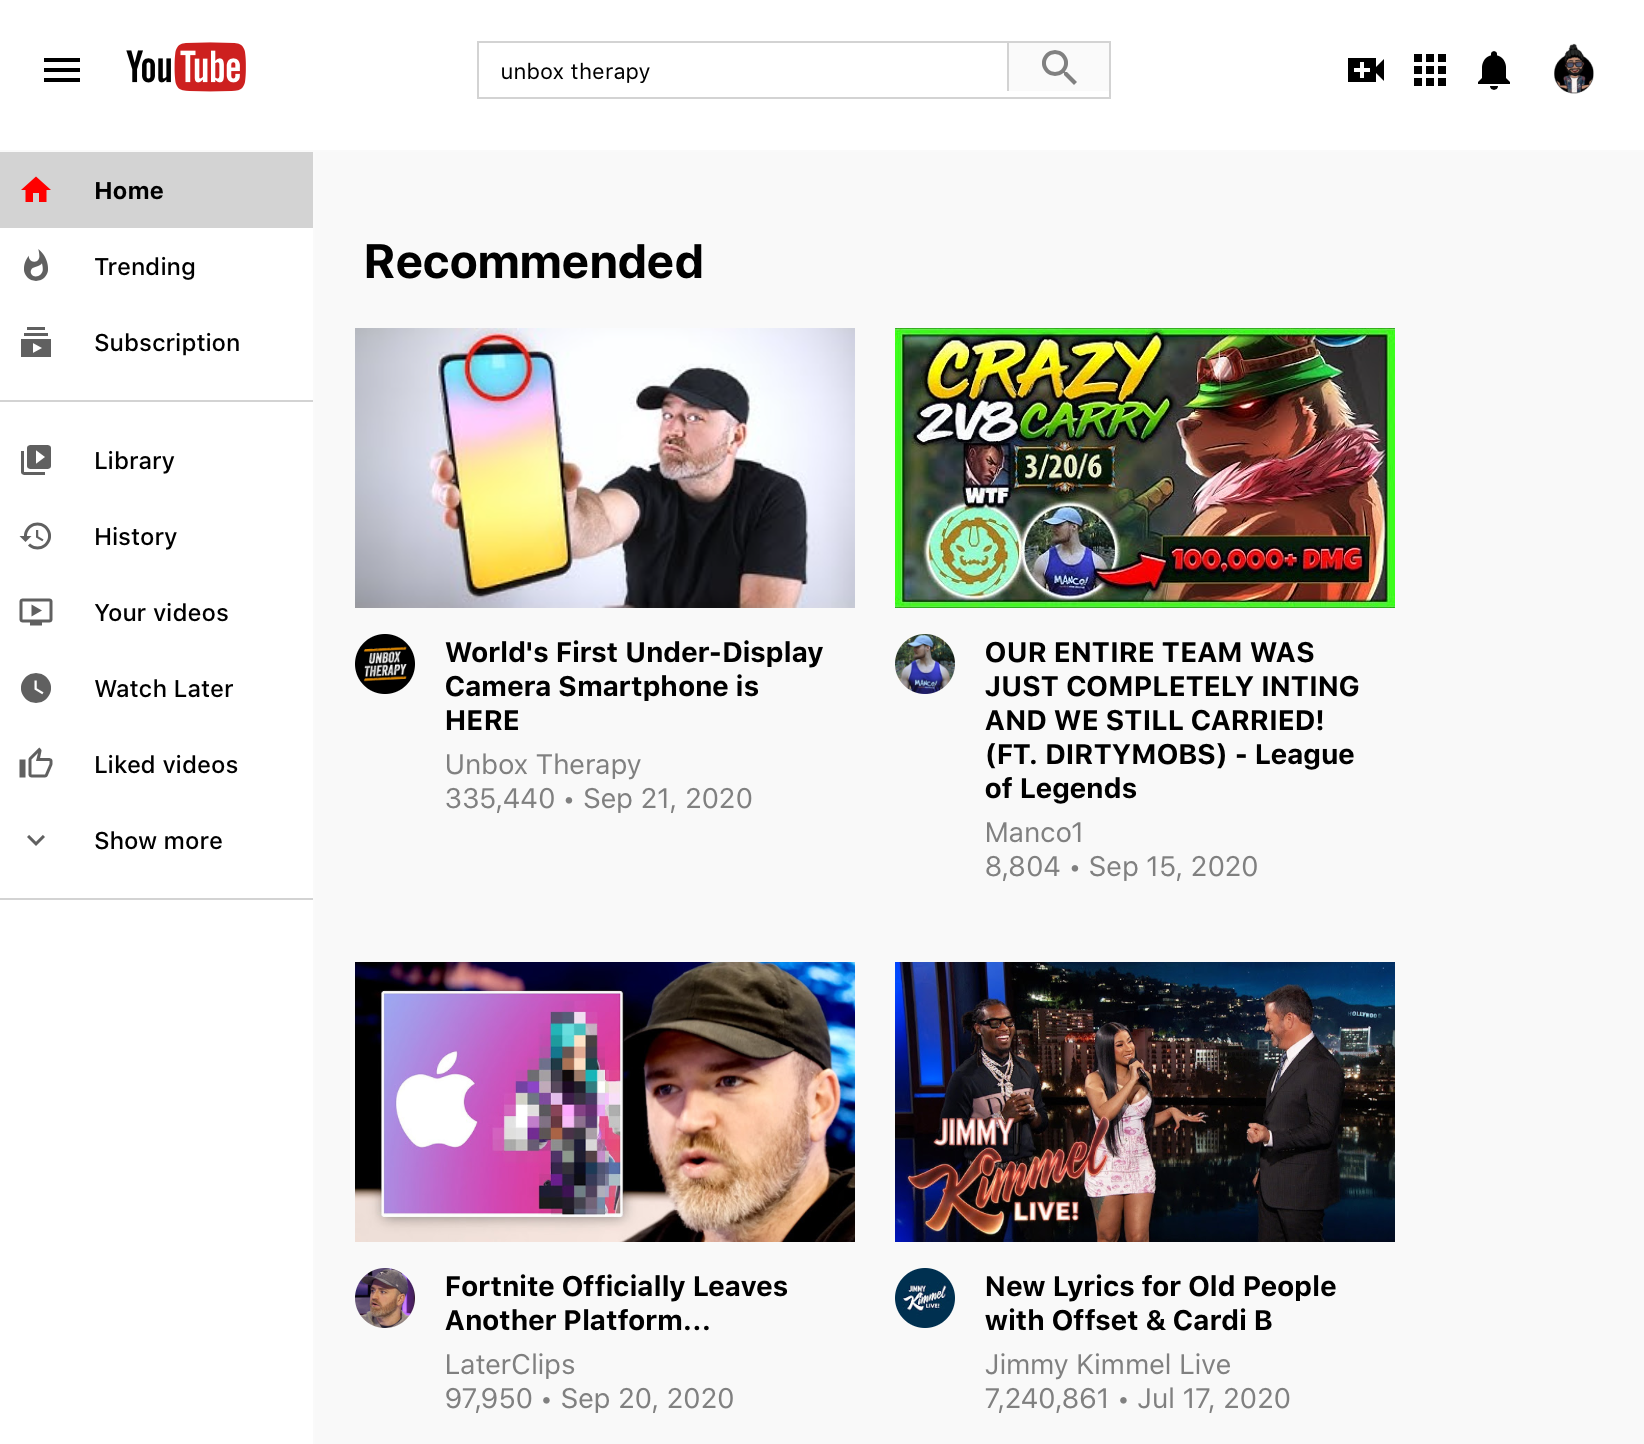 YouTube
unbox therapy
Home
Trending
Subscription
Library
History
Your videos
Watch Later
Liked videos
Show more
Recommended
CRAZY
2V8 CARRY
3/20/6
WTF
MANCO!
100,000+ DMG
UNBOX
THERAPY
World's First Under-Display
Camera Smartphone is
HERE
Unbox Therapy
335,440 • Sep 21, 2020
MANCO!
OUR ENTIRE TEAM WAS
JUST COMPLETELY INTING
AND WE STILL CARRIED!
(FT. DIRTYMOBS) - League
of Legends
Manco1
8,804 • Sep 15, 2020
HOLLYWOOD
JIMMY
Kimmel
LIVE!
Fortnite Officially Leaves
Another Platform...
LaterClips
97,950 • Sep 20, 2020
JIMMY
Kimmel
LIVE!
New Lyrics for Old People
with Offset & Cardi B
Jimmy Kimmel Live
7,240,861 • Jul 17, 2020